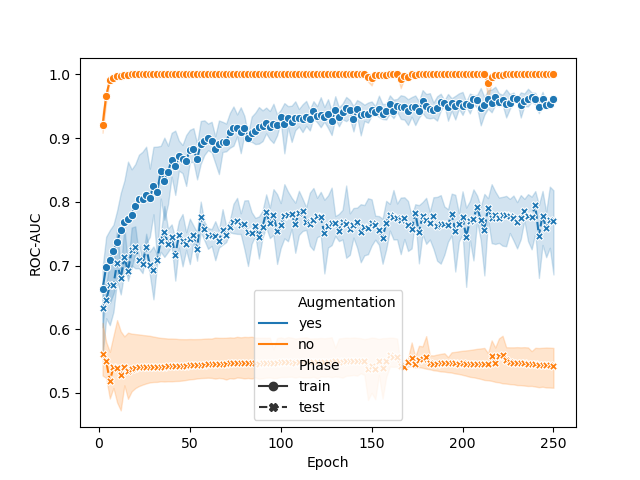 1.0
0.9
0.8
0.7
0.6
0.5
ROC-AUC
Augmentation
yes
no
Phase
train
test
0
50
100
150
200
250
Epoch